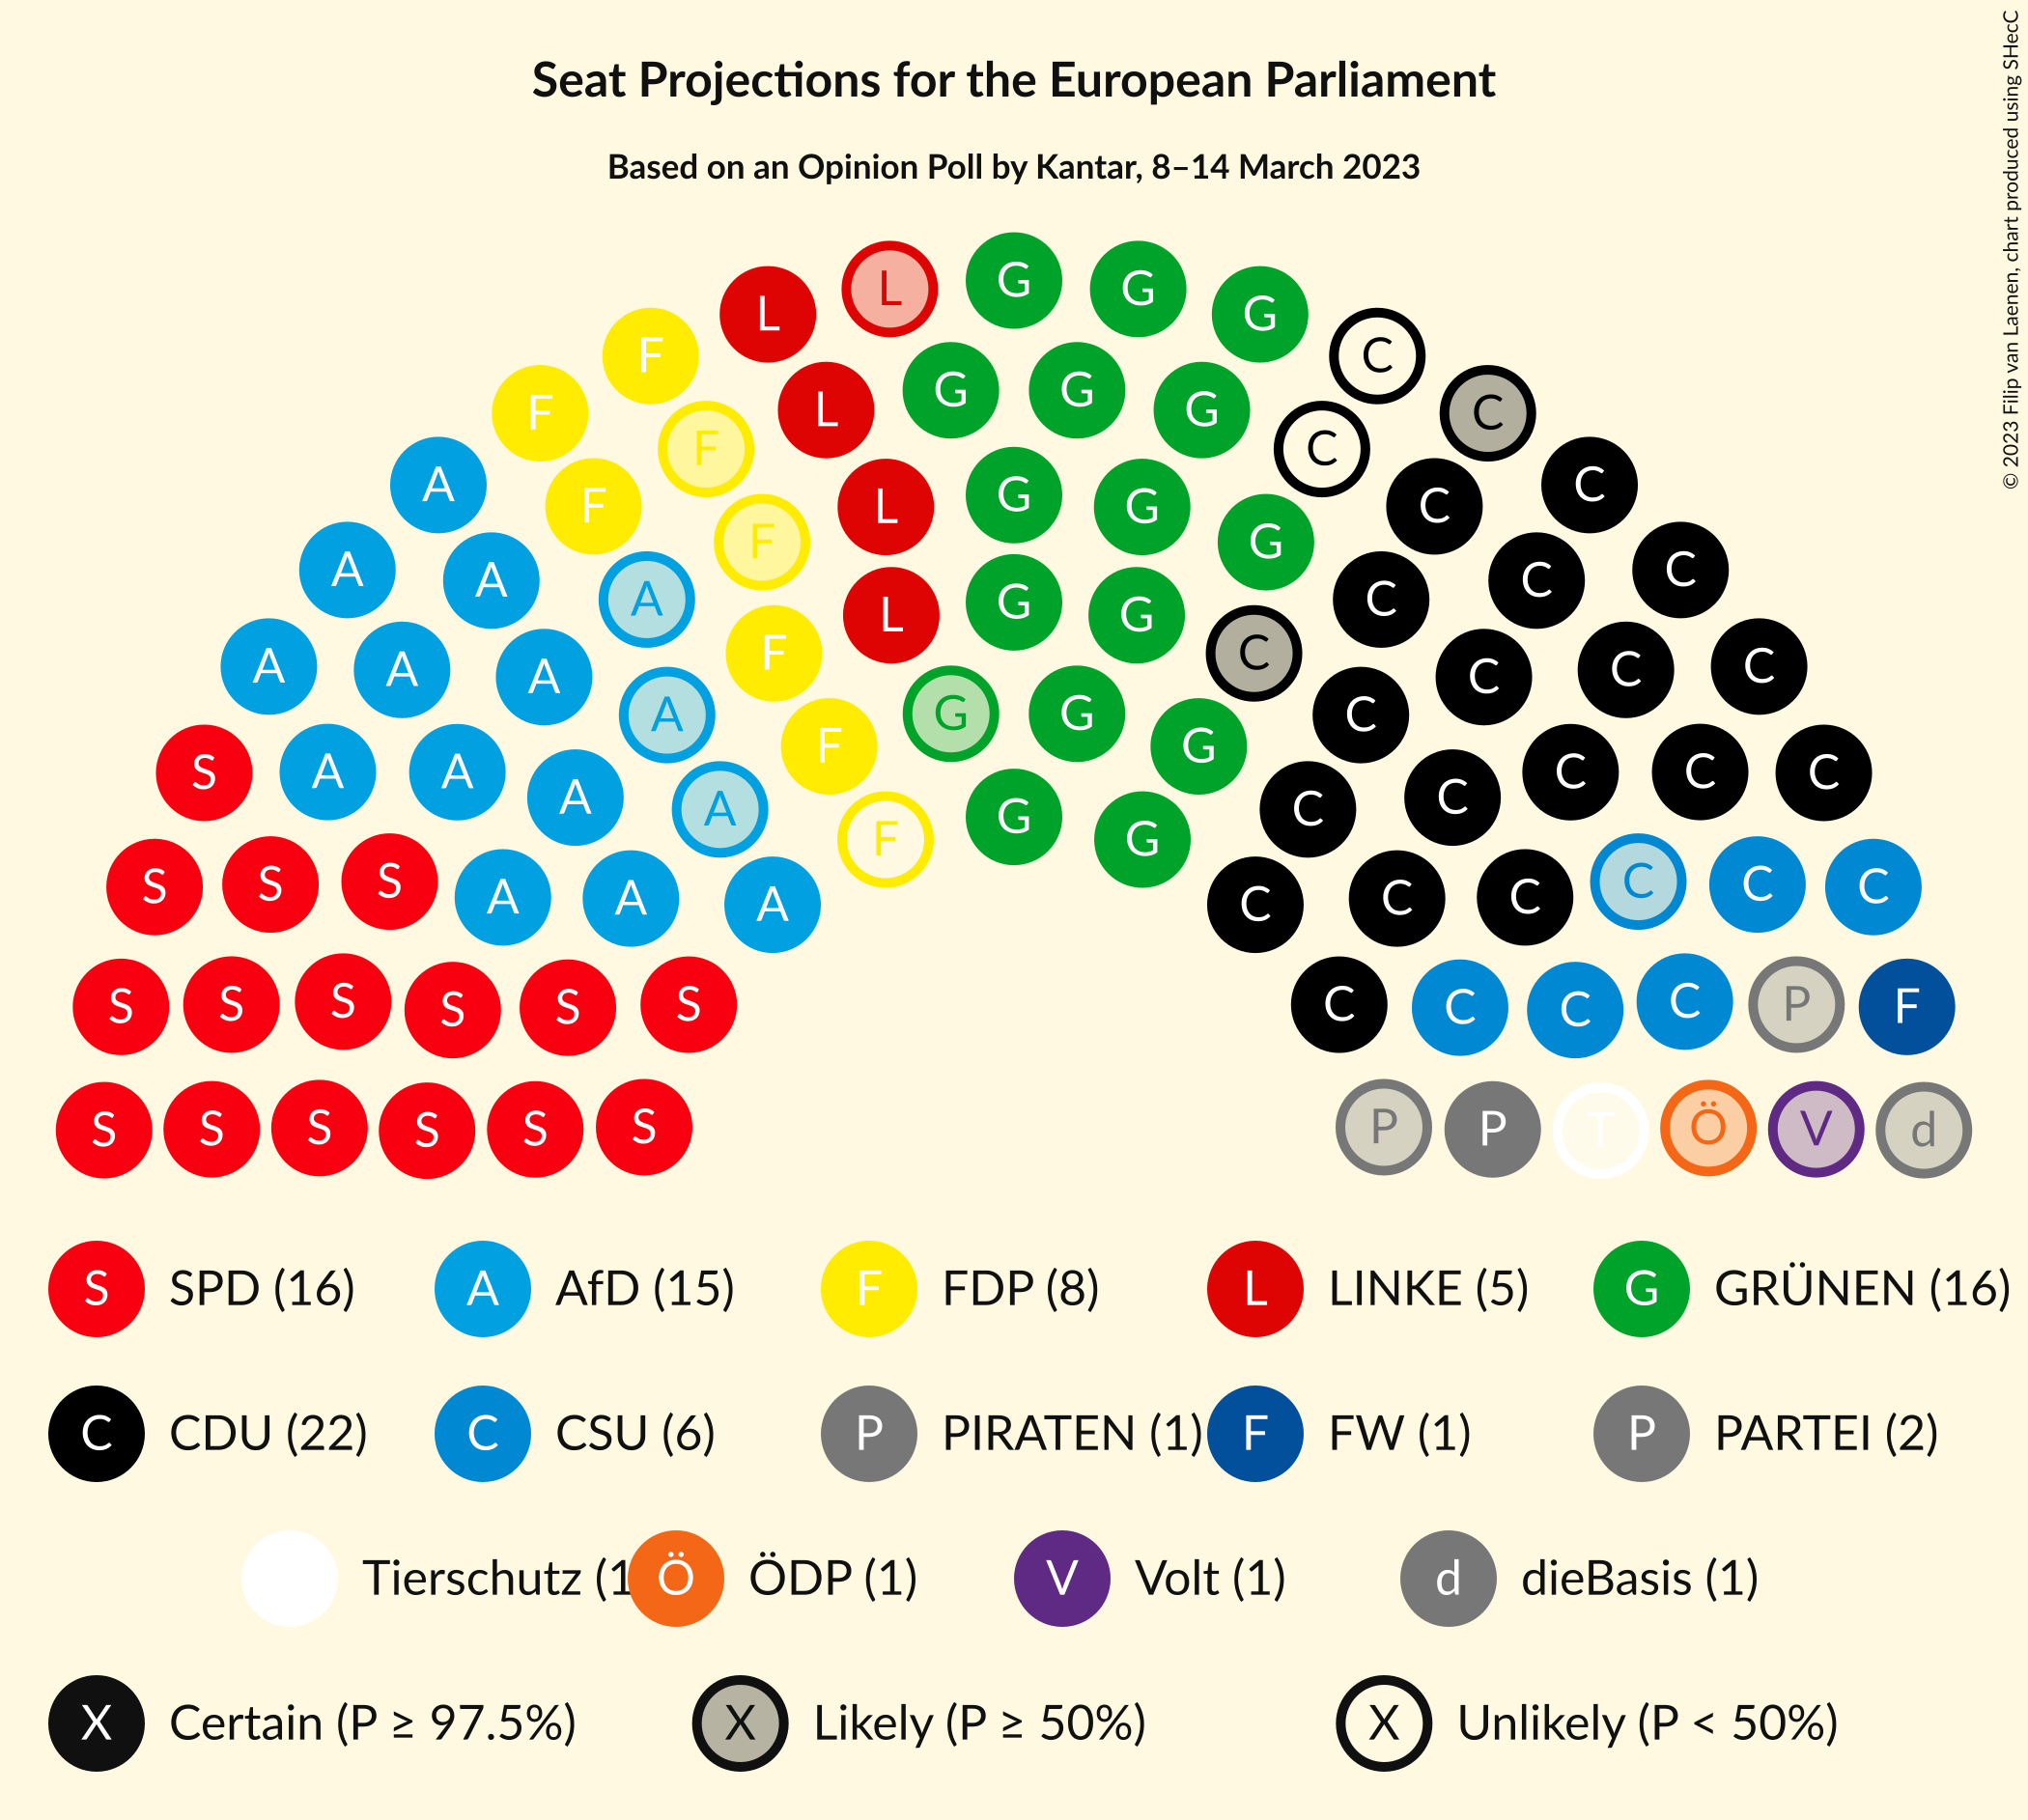 Seat Projections for the European Parliament
Based on an Opinion Poll by Kantar, 8–14 March 2023
© 2023 Filip van Laenen, chart produced using SHecC
L G G G
L G
F C
L G G G C
F F C
A F L G G C C
F G
A A A F L G G C C C
A A A A F C C C C C
L G G
S A A A A F G G G C C C C C C
F G G
S S S A A A C C C C C C
S S S S S S C C C C P F
S S S S S S P P T Ö V d
S SPD (16) A AfD (15) F FDP (8) L LINKE (5) G GRÜNEN (16)
C CDU (22) C CSU (6) P PIRATEN (1) F FW (1) P PARTEI (2)
Tierschutz (1 Ö ÖDP (1) V Volt (1) d dieBasis (1)
X Certain (P ≥ 97.5%) X Likely (P ≥ 50%) X Unlikely (P < 50%)